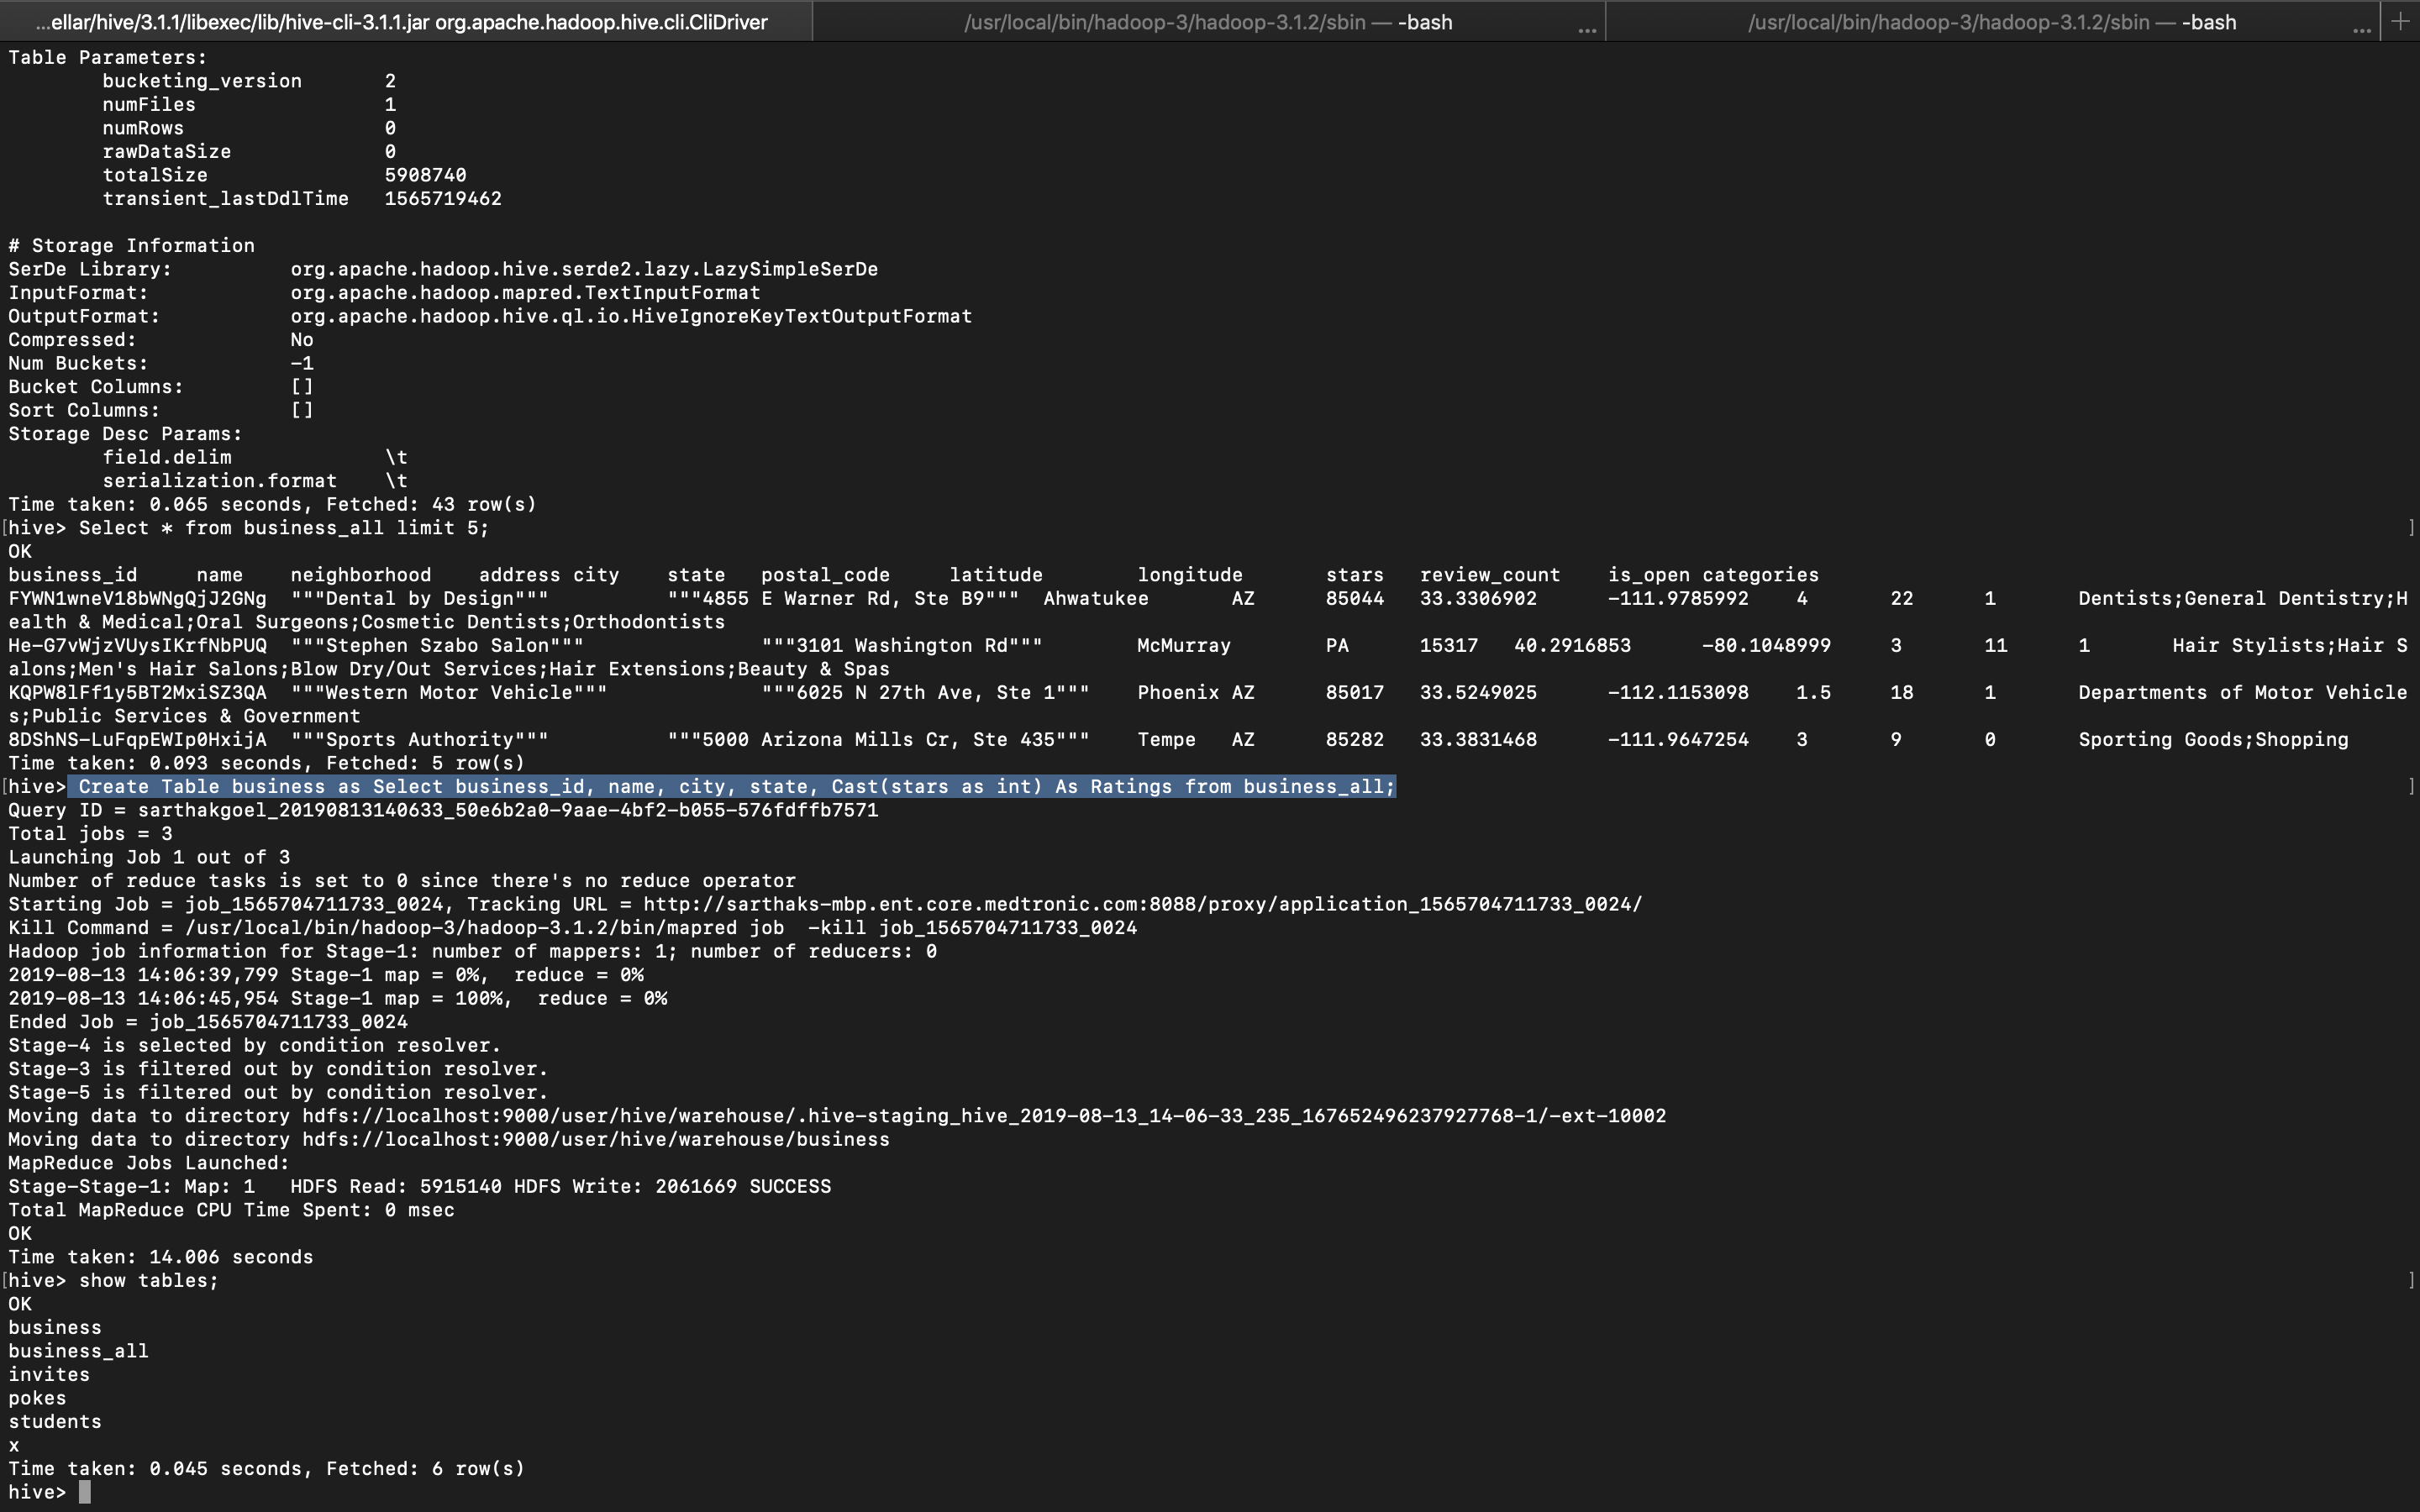 ...ellar/hive/3.1.1/libexec/lib/hive-cli-3.1.1.jar org.apache.hadoop.hive.cli.CliDriver /usr/local/bin/hadoop-3/hadoop-3.1.2/sbin — -bash ... /usr/local/bin/hadoop-3/hadoop-3.1.2/sbin — -bash ... +
Table Parameters:
bucketing_version 2
numFiles 1
numRows 0
rawDataSize 0
totalSize 5908740
transient_lastDdlTime 1565719462
# Storage Information
SerDe Library: org.apache.hadoop.hive.serde2.lazy.LazySimpleSerDe
InputFormat: org.apache.hadoop.mapred.TextInputFormat
OutputFormat: org.apache.hadoop.hive.ql.io.HiveIgnoreKeyTextOutputFormat
Compressed: No
Num Buckets: -1
Bucket Columns: []
Sort Columns: []
Storage Desc Params:
field.delim \t
serialization.format \t
Time taken: 0.065 seconds, Fetched: 43 row(s)
[hive> Select * from business_all limit 5; ]
OK
business_id name neighborhood address city state postal_code latitude longitude stars review_count is_open categories
FYWN1wneV18bWNgQjJ2GNg """Dental by Design""" """4855 E Warner Rd, Ste B9""" Ahwatukee AZ 85044 33.3306902 -111.9785992 4 22 1 Dentists;General Dentistry;H
ealth & Medical;Oral Surgeons;Cosmetic Dentists;Orthodontists
He-G7vWjzVUysIKrfNbPUQ """Stephen Szabo Salon""" """3101 Washington Rd""" McMurray PA 15317 40.2916853 -80.1048999 3 11 1 Hair Stylists;Hair S
alons;Men's Hair Salons;Blow Dry/Out Services;Hair Extensions;Beauty & Spas
KQPW8lFf1y5BT2MxiSZ3QA """Western Motor Vehicle""" """6025 N 27th Ave, Ste 1""" Phoenix AZ 85017 33.5249025 -112.1153098 1.5 18 1 Departments of Motor Vehicle
s;Public Services & Government
8DShNS-LuFqpEWIp0HxijA """Sports Authority""" """5000 Arizona Mills Cr, Ste 435""" Tempe AZ 85282 33.3831468 -111.9647254 3 9 0 Sporting Goods;Shopping
Time taken: 0.093 seconds, Fetched: 5 row(s)
[hive> Create Table business as Select business_id, name, city, state, Cast(stars as int) As Ratings from business_all; ]
Query ID = sarthakgoel_20190813140633_50e6b2a0-9aae-4bf2-b055-576fdffb7571
Total jobs = 3
Launching Job 1 out of 3
Number of reduce tasks is set to 0 since there's no reduce operator
Starting Job = job_1565704711733_0024, Tracking URL = http://sarthaks-mbp.ent.core.medtronic.com:8088/proxy/application_1565704711733_0024/
Kill Command = /usr/local/bin/hadoop-3/hadoop-3.1.2/bin/mapred job -kill job_1565704711733_0024
Hadoop job information for Stage-1: number of mappers: 1; number of reducers: 0
2019-08-13 14:06:39,799 Stage-1 map = 0%, reduce = 0%
2019-08-13 14:06:45,954 Stage-1 map = 100%, reduce = 0%
Ended Job = job_1565704711733_0024
Stage-4 is selected by condition resolver.
Stage-3 is filtered out by condition resolver.
Stage-5 is filtered out by condition resolver.
Moving data to directory hdfs://localhost:9000/user/hive/warehouse/.hive-staging_hive_2019-08-13_14-06-33_235_167652496237927768-1/-ext-10002
Moving data to directory hdfs://localhost:9000/user/hive/warehouse/business
MapReduce Jobs Launched:
Stage-Stage-1: Map: 1 HDFS Read: 5915140 HDFS Write: 2061669 SUCCESS
Total MapReduce CPU Time Spent: 0 msec
OK
Time taken: 14.006 seconds
[hive> show tables; ]
OK
business
business_all
invites
pokes
students
x
Time taken: 0.045 seconds, Fetched: 6 row(s)
hive>